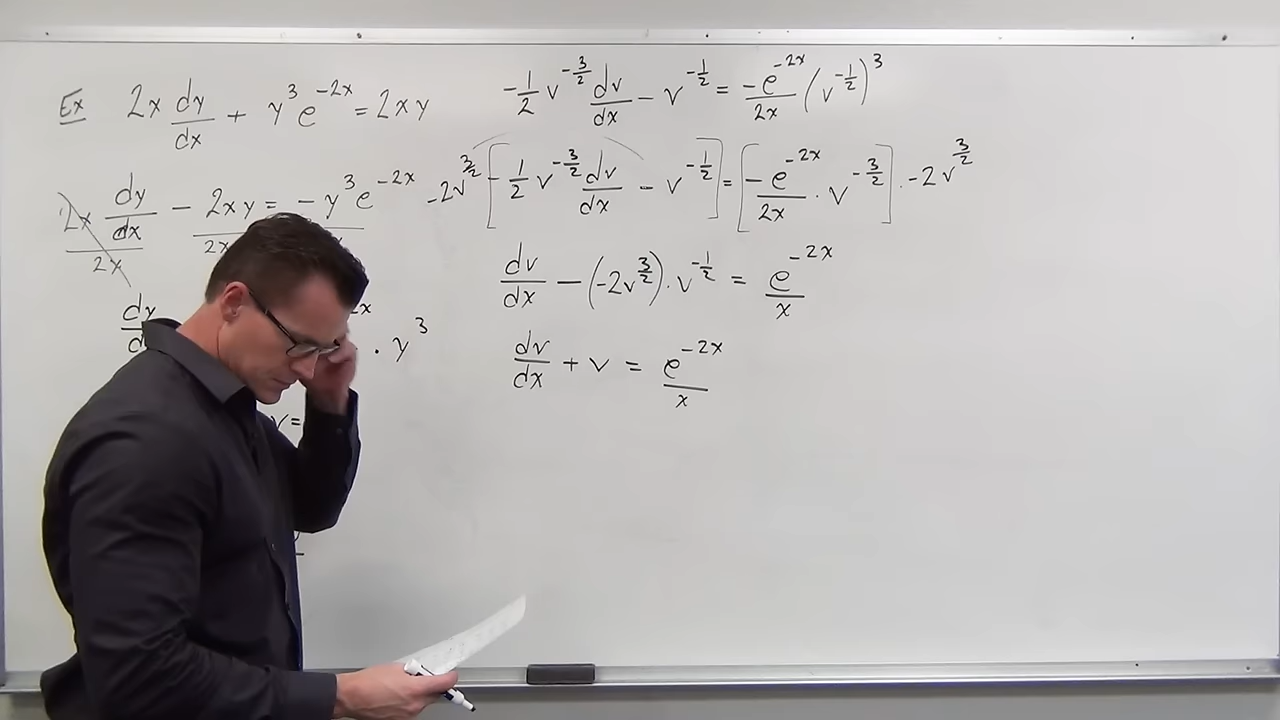 Ex 2x dy/dx + y^3 e^{-2x} = 2xy
2x dy/dx / 2x - 2xy / 2x = -y^3 e^{-2x}
· y^3
v =
-1/2 v^{-3/2} dv/dx - v^{-1/2} = -e^{-2x}/2x (v^{-1/2})^3
-2v^{3/2} [-1/2 v^{-3/2} dv/dx - v^{-1/2}] = [-e^{-2x}/2x · v^{-3/2}] · -2v^{3/2}
dv/dx - (-2v^{3/2}) · v^{-1/2} = e^{-2x}/x
dv/dx + v = e^{-2x}/x